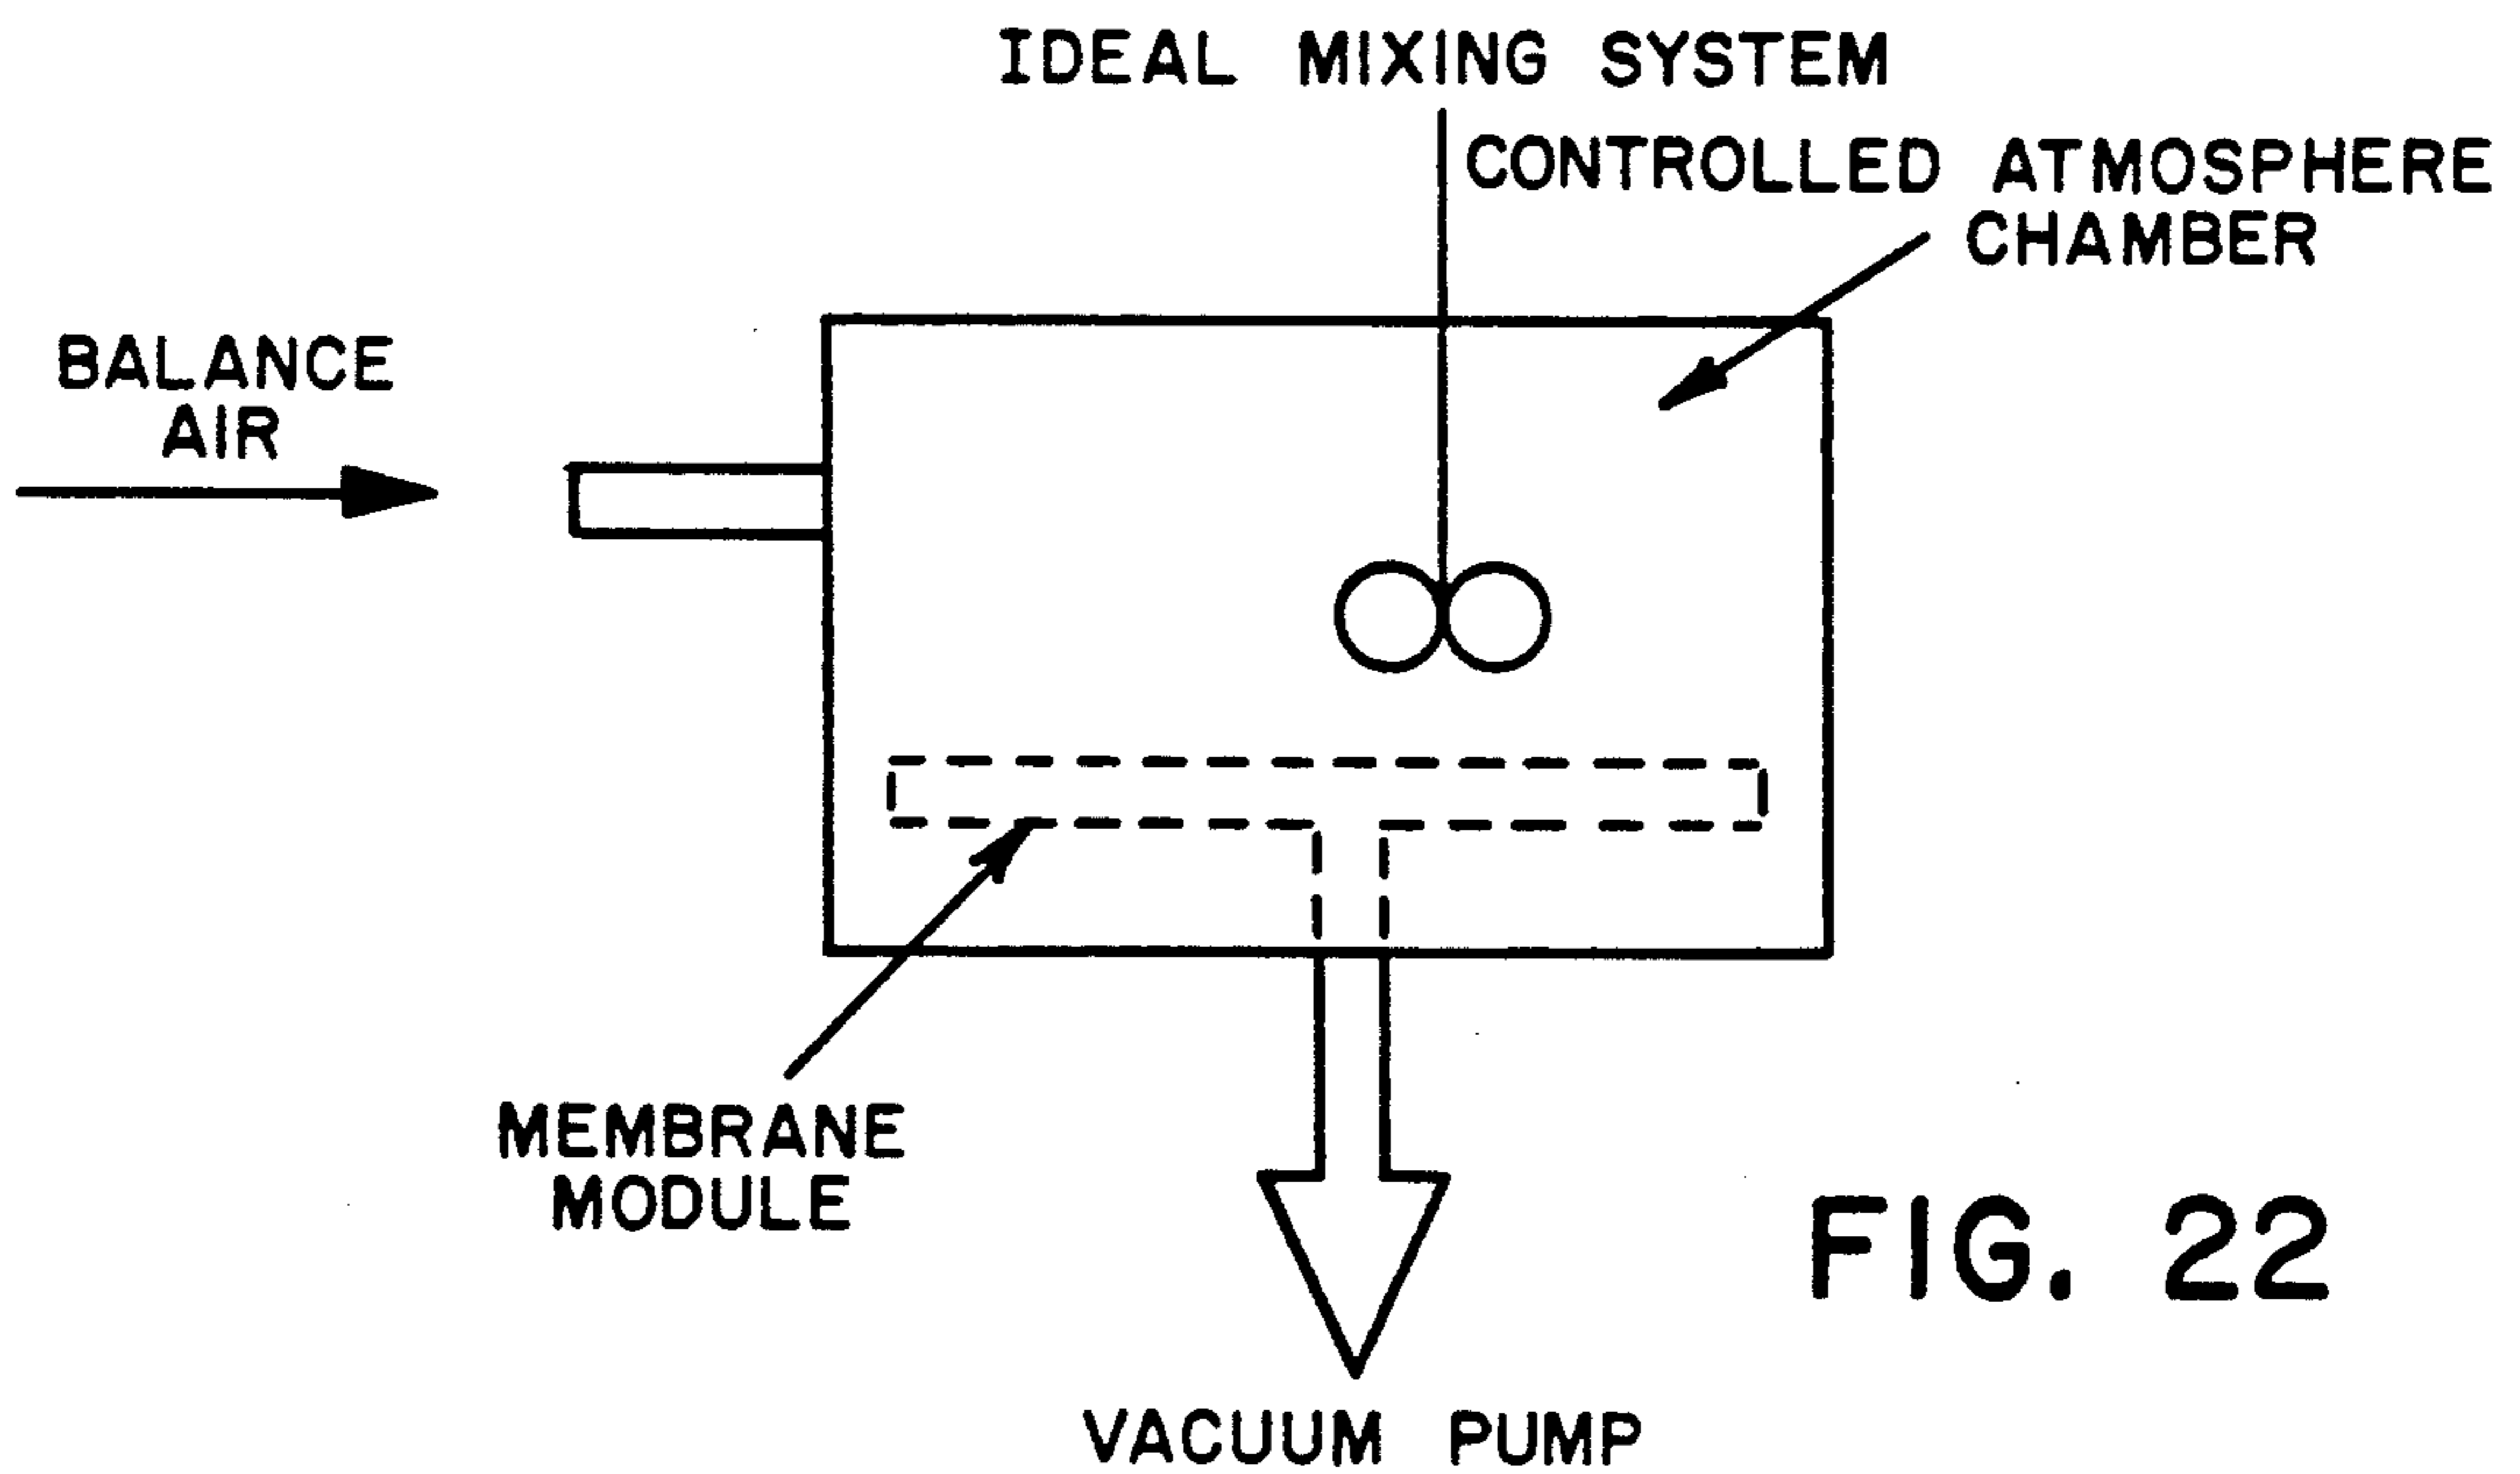 IDEAL MIXING SYSTEM
CONTROLLED ATMOSPHERE
CHAMBER
BALANCE
AIR
MEMBRANE
MODULE
FIG. 22
VACUUM PUMP